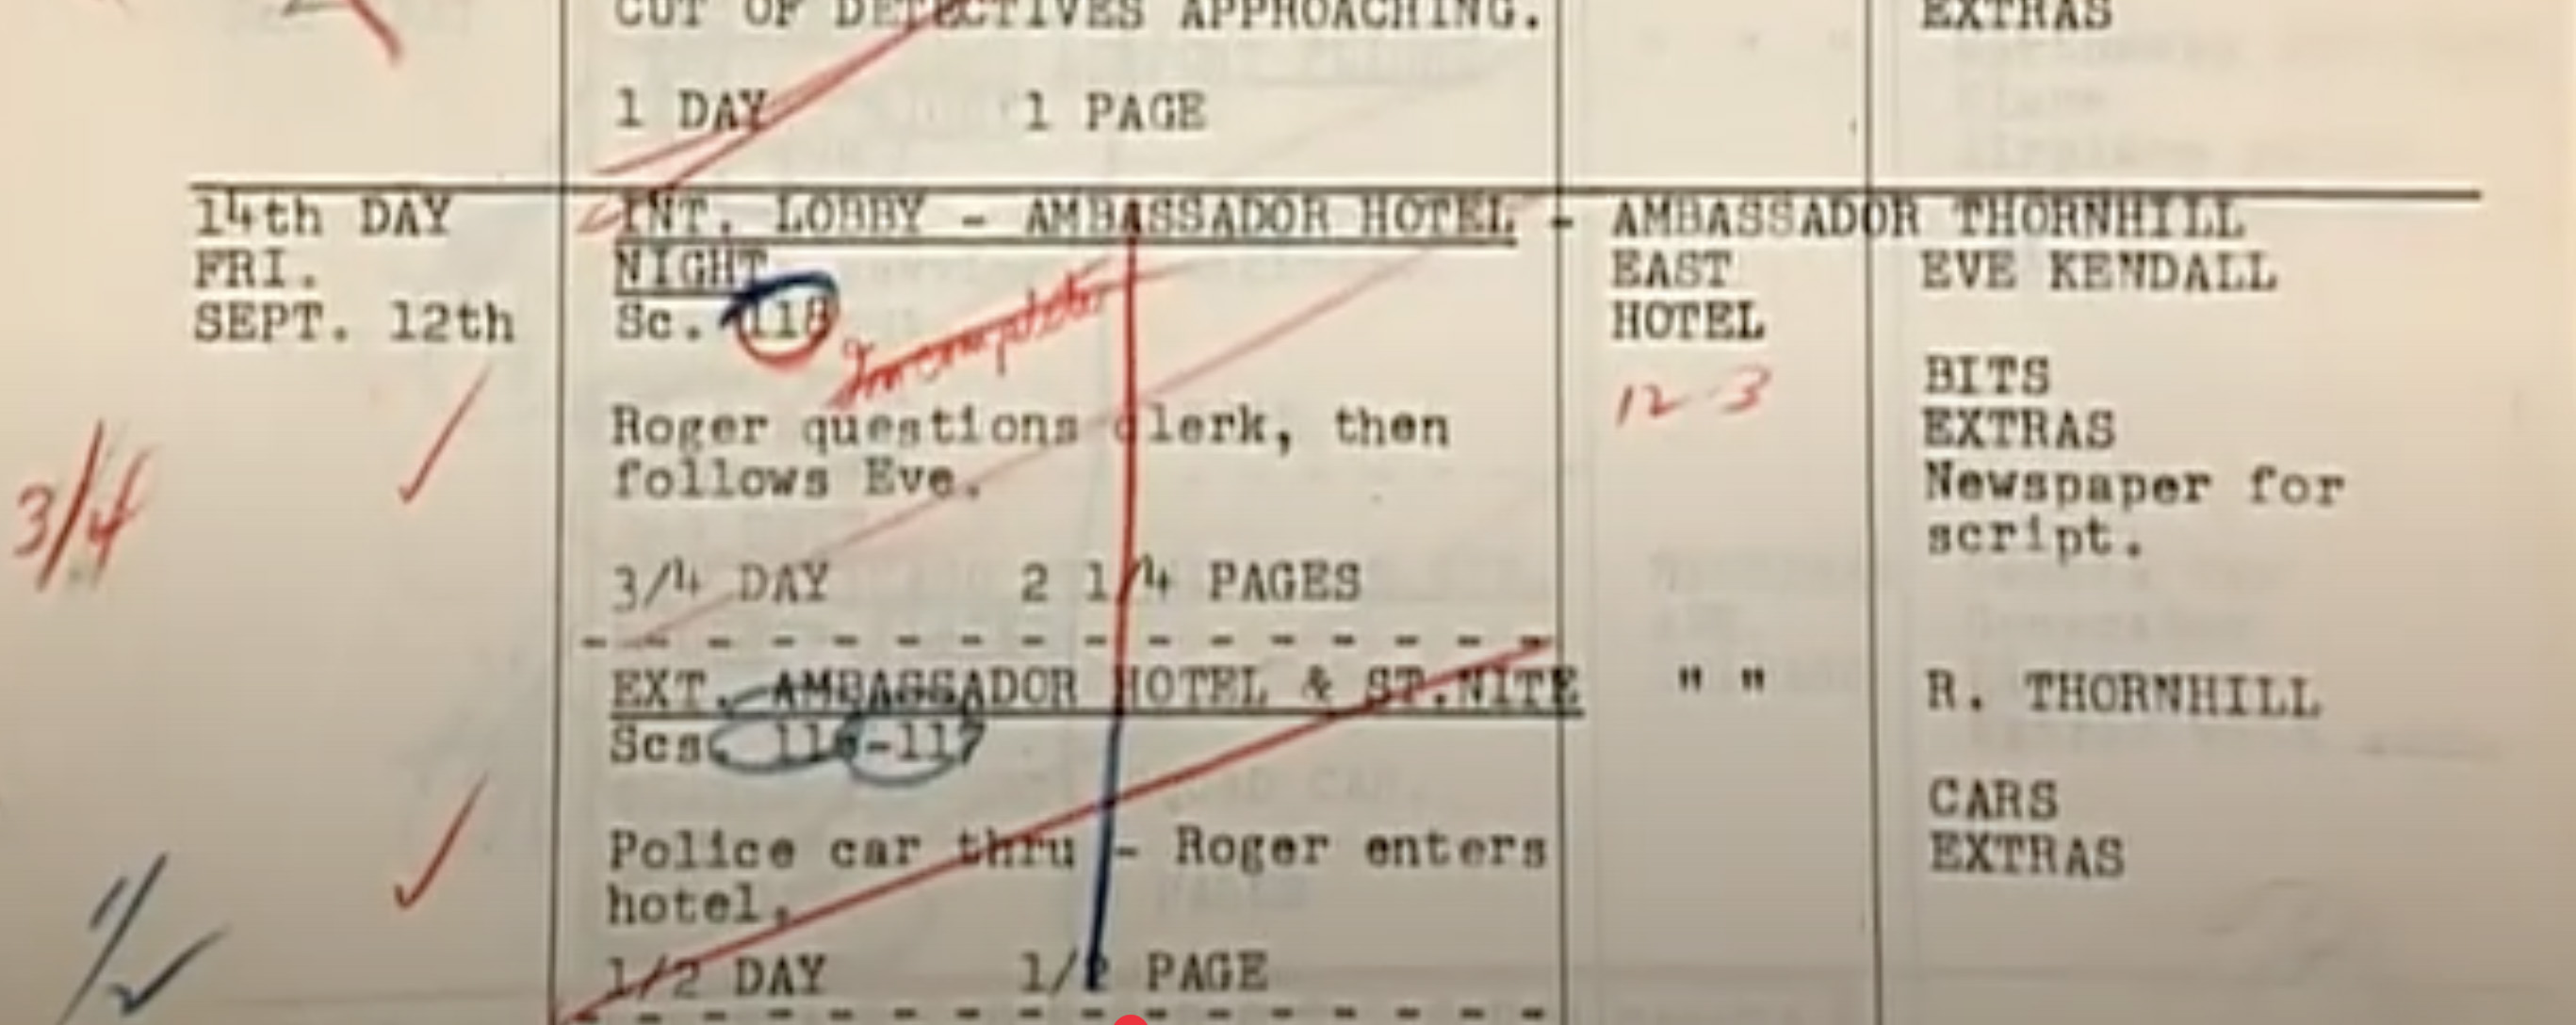 CUT OF DETECTIVES APPROACHING.
EXTRAS
1 DAY 1 PAGE
14th DAY
FRI.
SEPT. 12th
3/4
1/2
INT. LOBBY - AMBASSADOR HOTEL -
NIGHT
Sc. 118
Incomplete
Roger questions clerk, then
follows Eve.
3/4 DAY 2 1/4 PAGES
AMBASSADOR
EAST
HOTEL
12-3
THORNHILL
EVE KENDALL
BITS
EXTRAS
Newspaper for
script.
EXT. AMBASSADOR HOTEL & ST.NITE
Scs. 116-117
Police car thru - Roger enters
hotel.
1/2 DAY 1/2 PAGE
" "
R. THORNHILL
CARS
EXTRAS